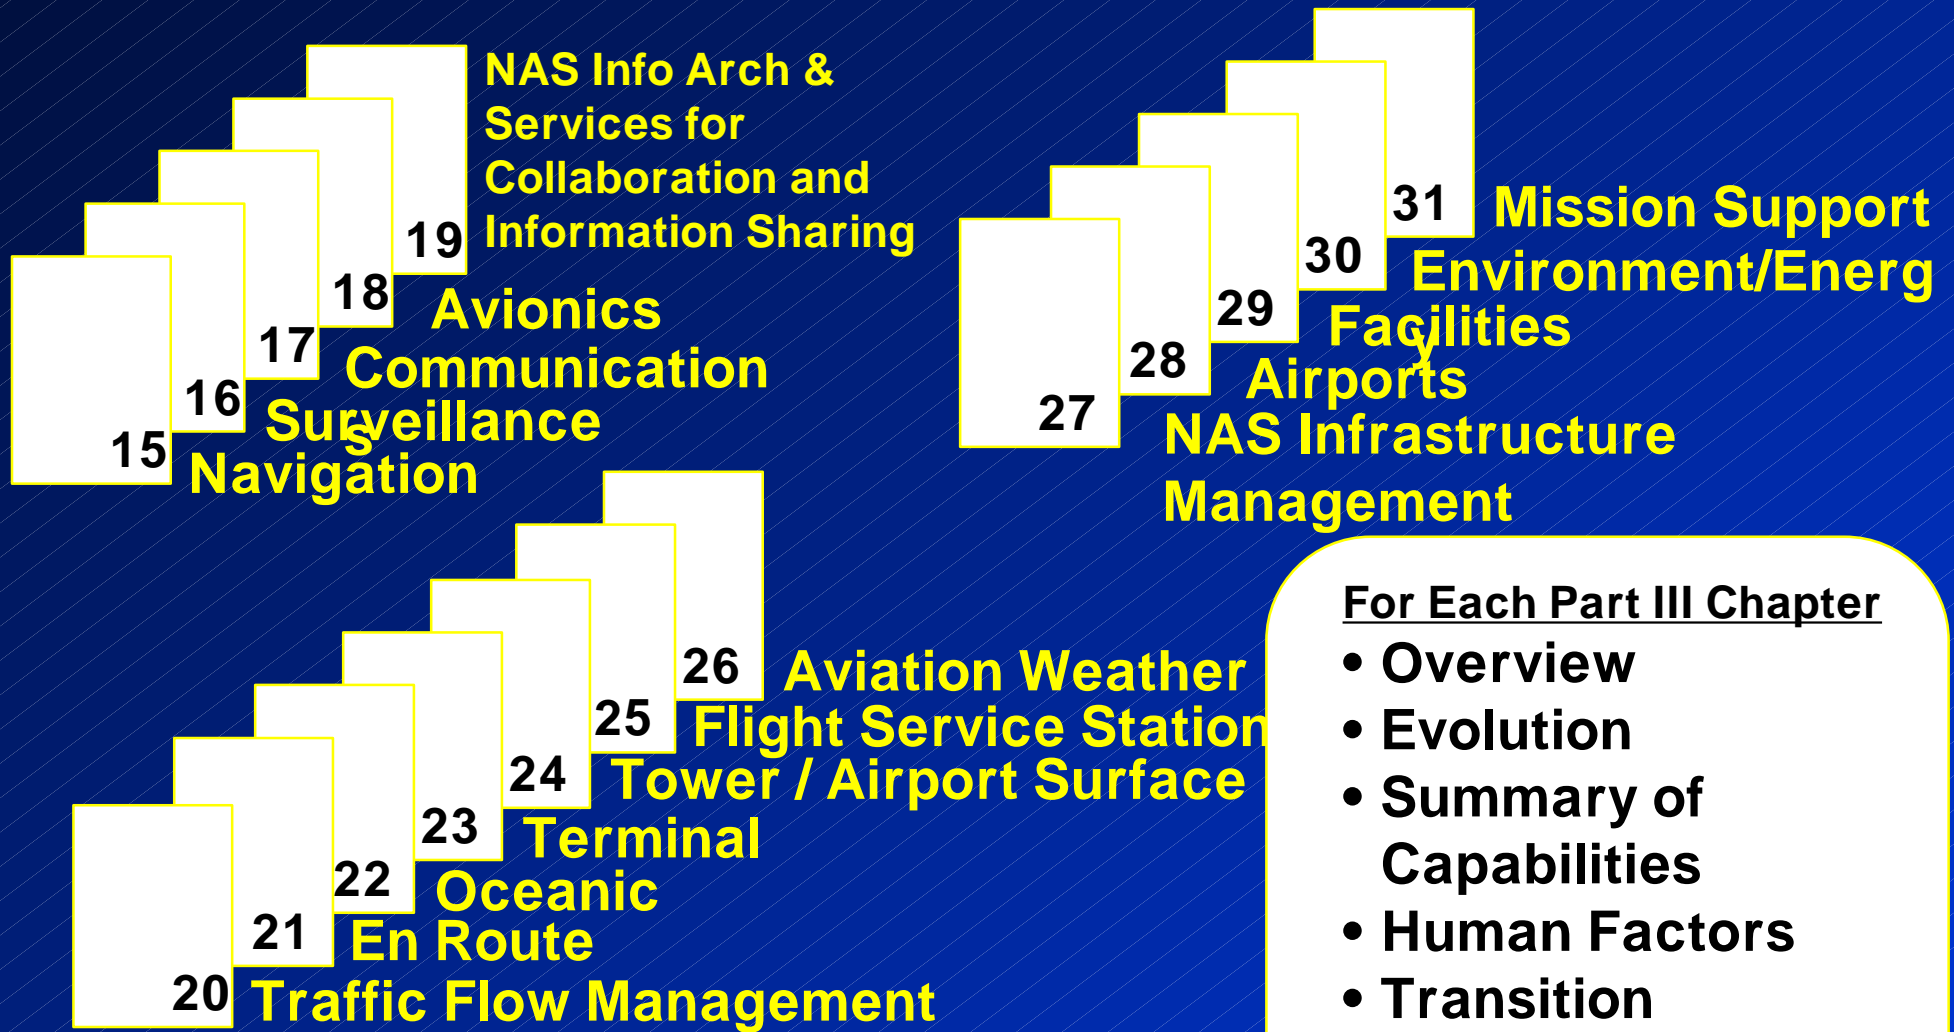 NAS Info Arch &
Services for
Collaboration and
Information Sharing
19
18
Avionics
17
Communication
s
16
Surveillance
15
Navigation
31
Mission Support
30
Environment/Energ
y
29
Facilities
28
Airports
27
NAS Infrastructure
Management
26
Aviation Weather
25
Flight Service Station
24
Tower / Airport Surface
23
Terminal
22
Oceanic
21
En Route
20
Traffic Flow Management
For Each Part III Chapter
• Overview
• Evolution
• Summary of
Capabilities
• Human Factors
• Transition